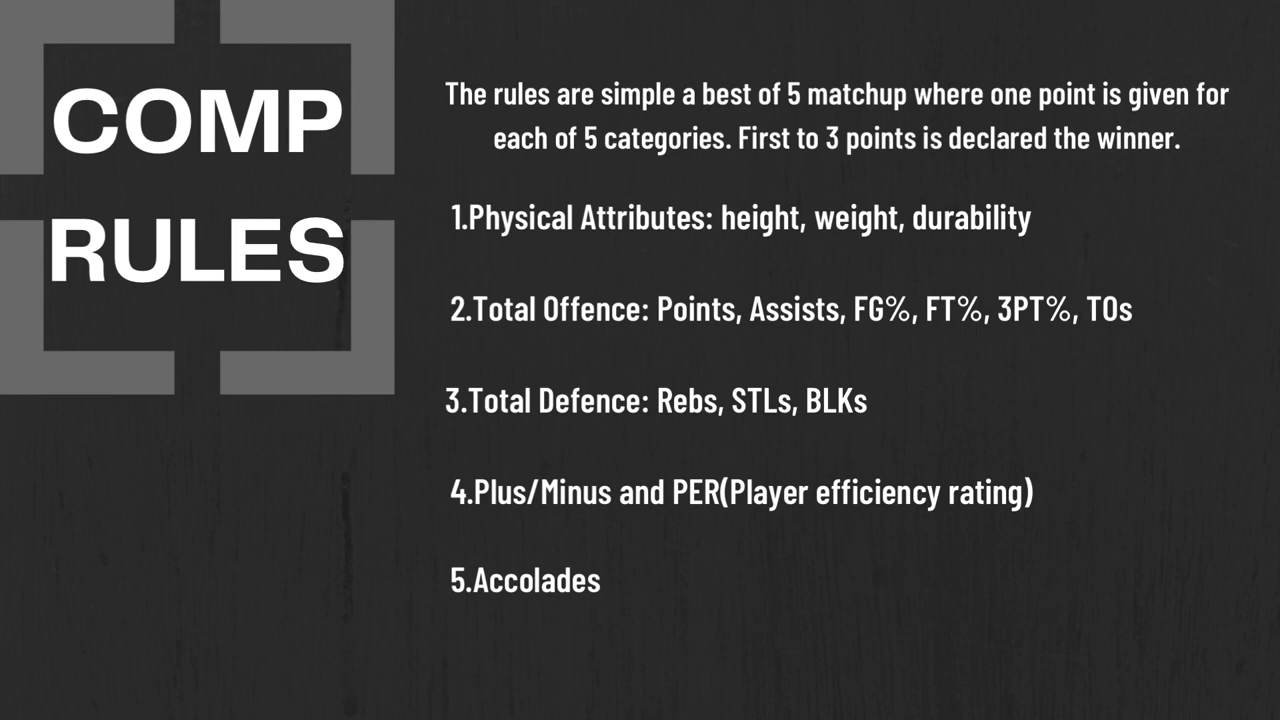 COMP
RULES
The rules are simple a best of 5 matchup where one point is given for
each of 5 categories. First to 3 points is declared the winner.
1.Physical Attributes: height, weight, durability
2.Total Offence: Points, Assists, FG%, FT%, 3PT%, TOs
3.Total Defence: Rebs, STLs, BLKs
4.Plus/Minus and PER(Player efficiency rating)
5.Accolades